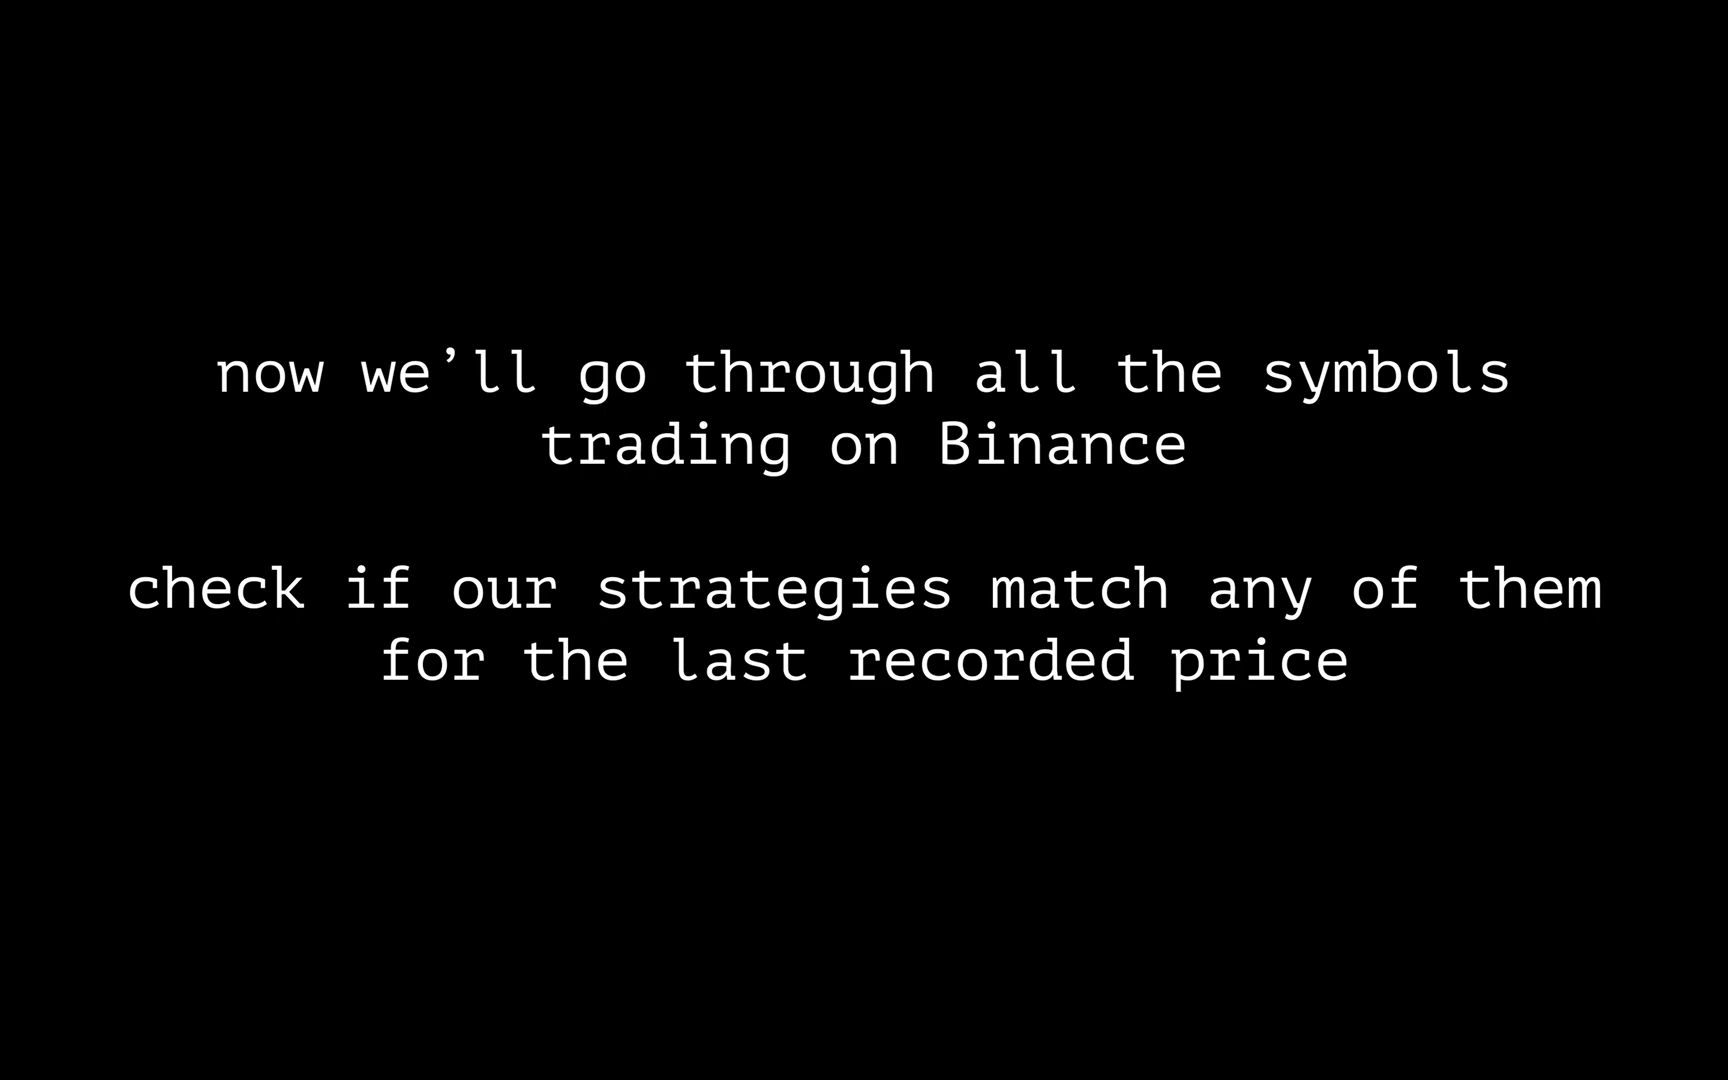 now we’ll go through all the symbols
trading on Binance
check if our strategies match any of them
for the last recorded price